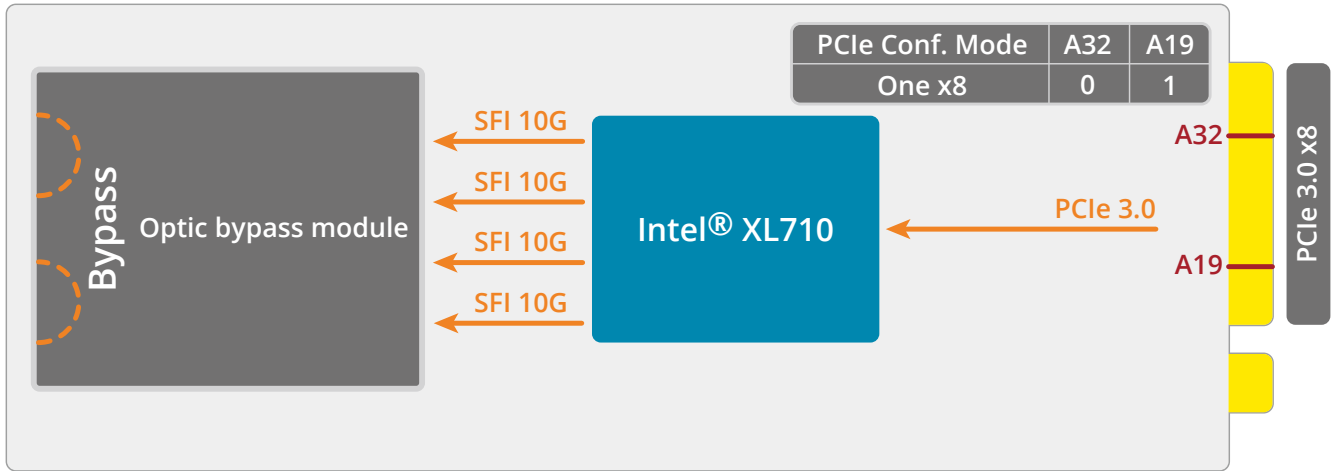 PCIe Conf. Mode A32 A19
One x8 0 1
SFI 10G
SFI 10G
SFI 10G
SFI 10G
Bypass
Optic bypass module
Intel® XL710
PCIe 3.0
A32
A19
PCIe 3.0 x8